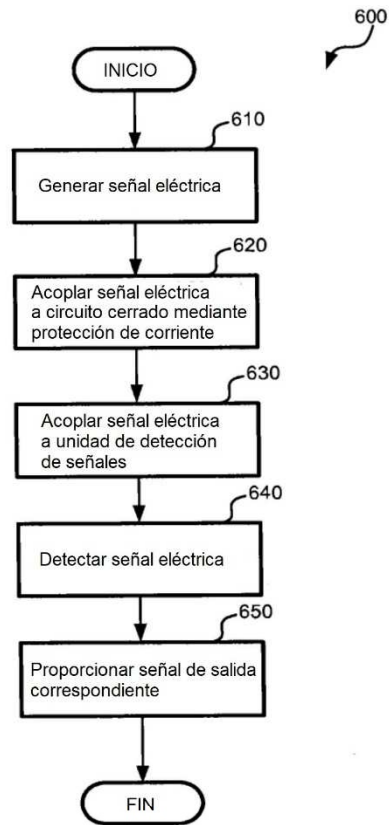 600
INICIO
610
Generar señal eléctrica
620
Acoplar señal eléctrica
a circuito cerrado mediante
protección de corriente
630
Acoplar señal eléctrica
a unidad de detección
de señales
640
Detectar señal eléctrica
650
Proporcionar señal de salida
correspondiente
FIN